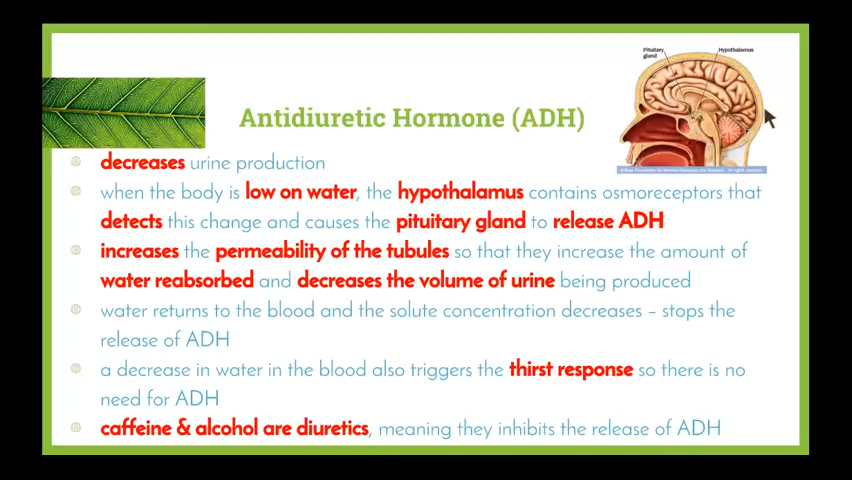 Pituitary gland
Hypothalamus
Antidiuretic Hormone (ADH)
decreases urine production
when the body is low on water, the hypothalamus contains osmoreceptors that
detects this change and causes the pituitary gland to release ADH
increases the permeability of the tubules so that they increase the amount of
water reabsorbed and decreases the volume of urine being produced
water returns to the blood and the solute concentration decreases – stops the
release of ADH
a decrease in water in the blood also triggers the thirst response so there is no
need for ADH
caffeine & alcohol are diuretics, meaning they inhibits the release of ADH